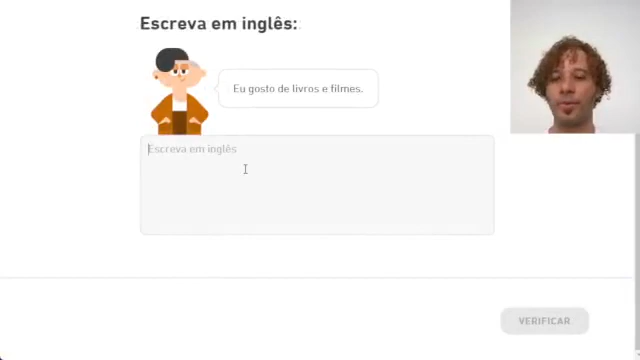 Escreva em inglês:
Eu gosto de livros e filmes.
Escreva em inglês
VERIFICAR